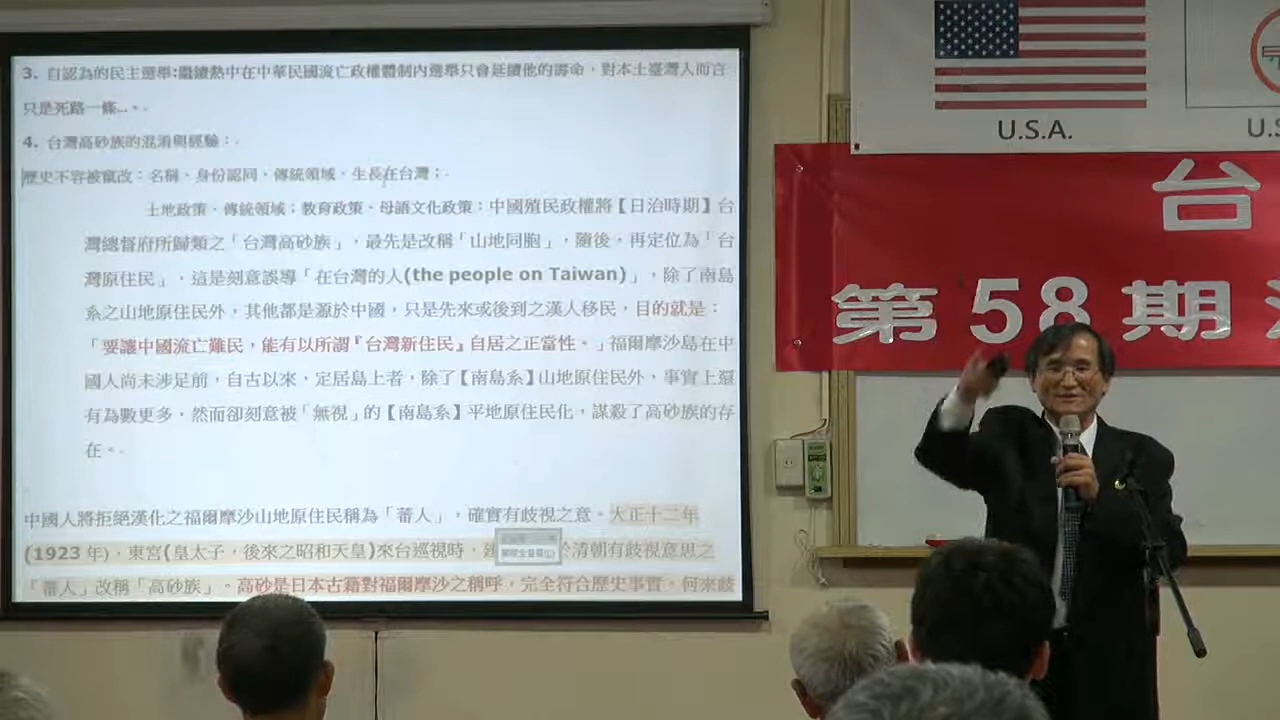 3. 自認為的民主選舉:繼續熱中在中華民國流亡政權體制內選舉只會延續他的壽命，對本土臺灣人而言
只是死路一條…。
4. 台灣高砂族的混淆與經驗：
歷史不容被竄改：名稱、身份認同、傳統領域、生長在台灣；
土地政策、傳統領域；教育政策、母語文化政策：中國殖民政權將【日治時期】台
灣總督府所歸類之「台灣高砂族」，最先是改稱「山地同胞」，隨後，再定位為「台
灣原住民」，這是刻意誤導「在台灣的人(the people on Taiwan)」，除了南島
系之山地原住民外，其他都是源於中國，只是先來或後到之漢人移民，目的就是：
「要讓中國流亡難民，能有以所謂『台灣新住民』自居之正當性。」福爾摩沙島在中
國人尚未涉足前，自古以來，定居島上者，除了【南島系】山地原住民外，事實上還
有為數更多，然而卻刻意被「無視」的【南島系】平地原住民化，謀殺了高砂族的存
在。
中國人將拒絕漢化之福爾摩沙山地原住民稱為「蕃人」，確實有歧視之意。大正十二年
(1923 年)，東宮(皇太子，後來之昭和天皇)來台巡視時，建 於清朝有歧視意思之
「蕃人」改稱「高砂族」。高砂是日本古籍對福爾摩沙之稱呼，完全符合歷史事實，何來歧
U.S.A.
U.S
台
第 58 期